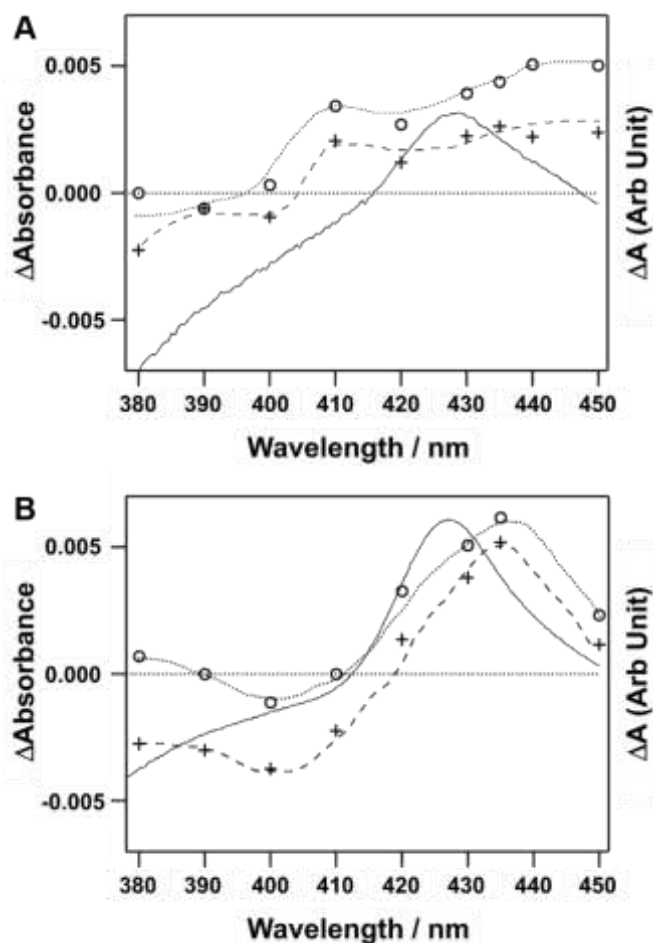 A
ΔAbsorbance
0.005
0.000
-0.005
ΔA (Arb Unit)
380 390 400 410 420 430 440 450
Wavelength / nm
B
ΔAbsorbance
0.005
0.000
-0.005
ΔA (Arb Unit)
380 390 400 410 420 430 440 450
Wavelength / nm